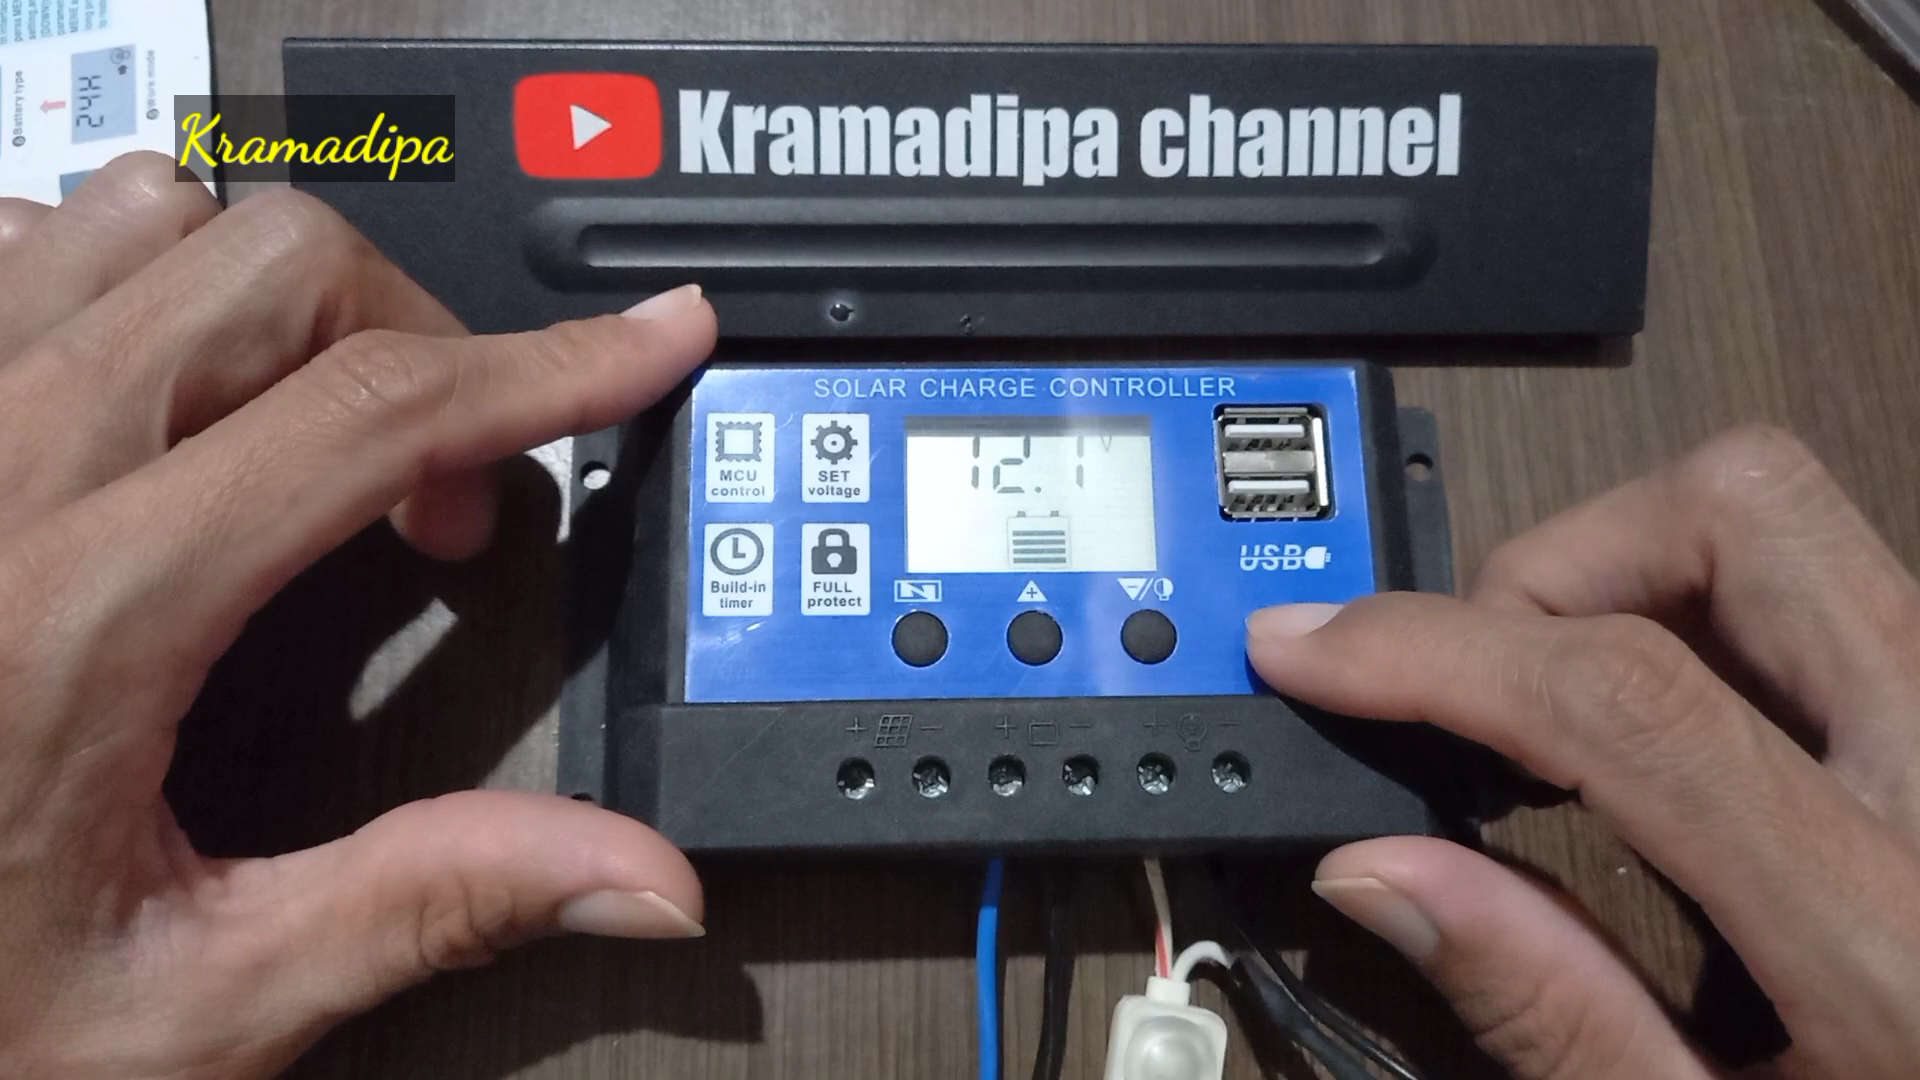 Kramadipa channel
Kramadipa
Battery type
24H
Work mode
SOLAR CHARGE CONTROLLER
MCU
control
SET
voltage
12.1 V
Build-in
timer
FULL
protect
USB